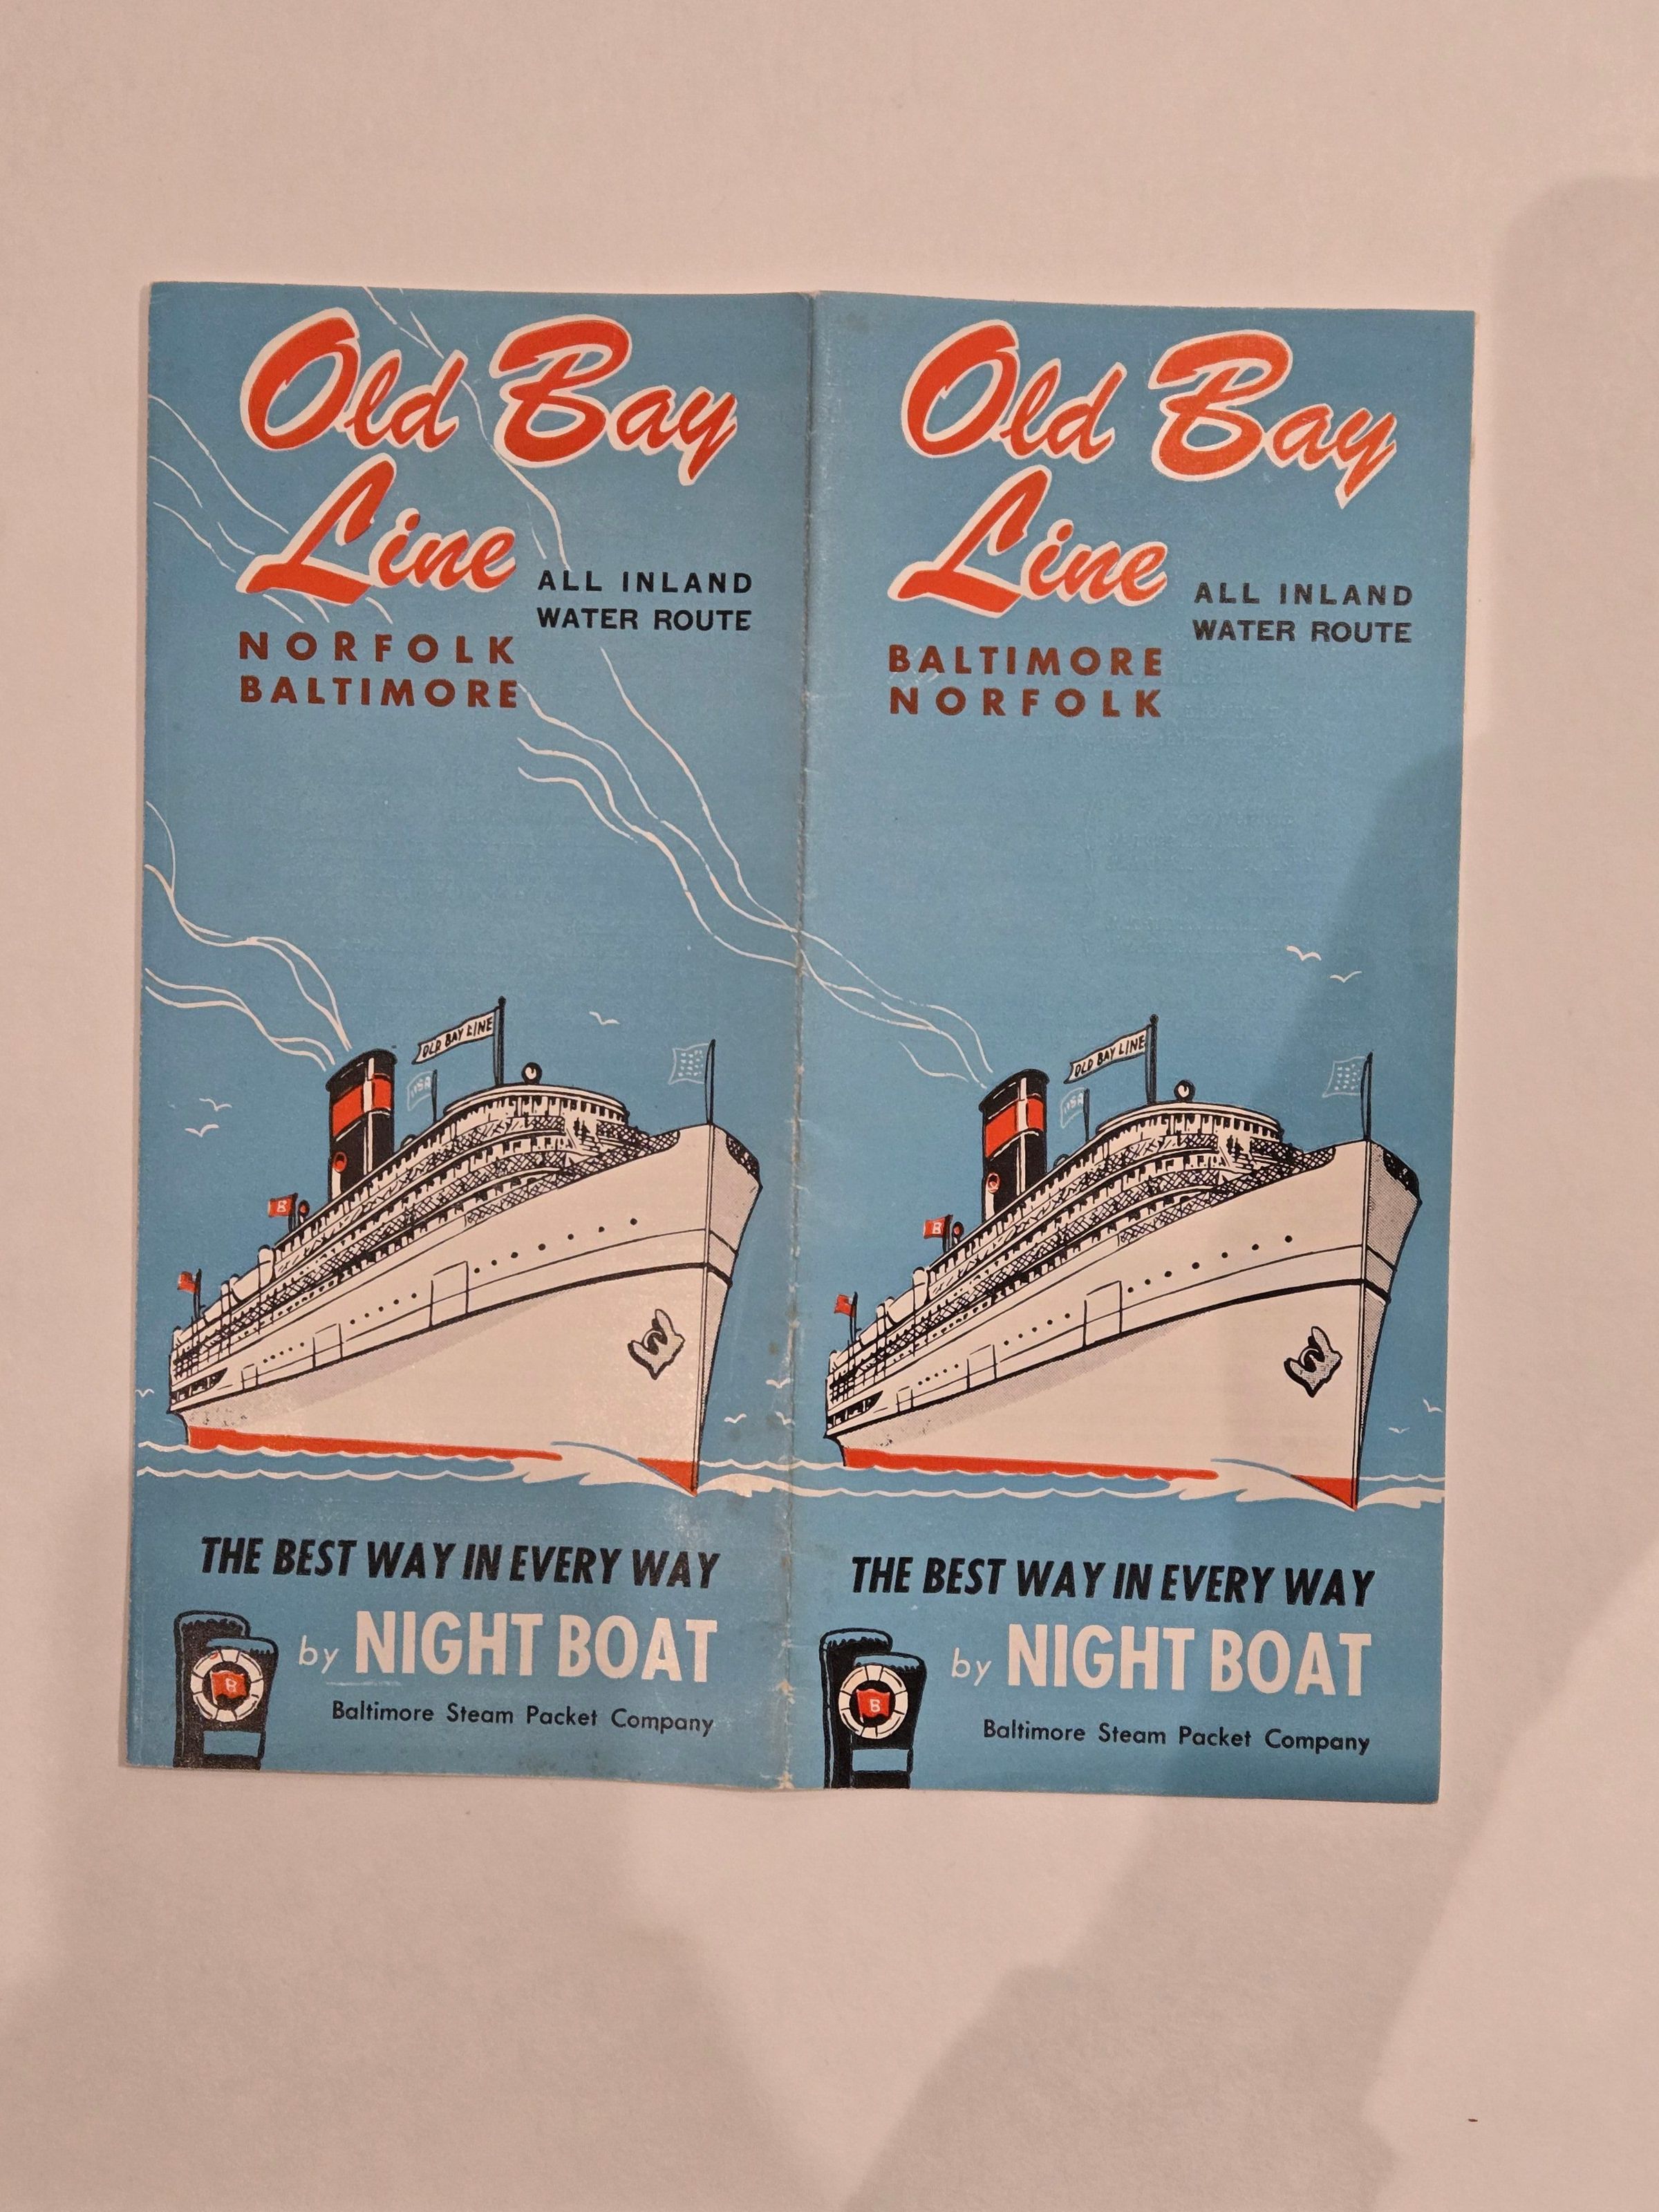 Old Bay
Line
ALL INLAND
WATER ROUTE
NORFOLK
BALTIMORE
OLD BAY LINE
USA
B
THE BEST WAY IN EVERY WAY
by NIGHT BOAT
B
Baltimore Steam Packet Company
Old Bay
Line
ALL INLAND
WATER ROUTE
BALTIMORE
NORFOLK
OLD BAY LINE
USA
B
THE BEST WAY IN EVERY WAY
by NIGHT BOAT
B
Baltimore Steam Packet Company